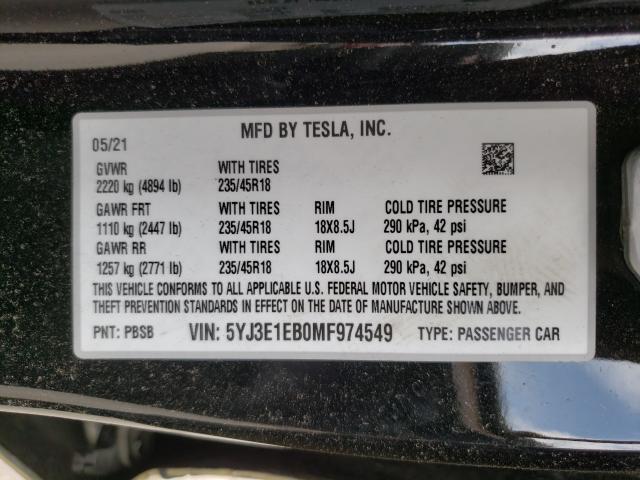 MFD BY TESLA, INC.
05/21
GVWR WITH TIRES
2220 kg (4894 lb) 235/45R18
GAWR FRT WITH TIRES RIM COLD TIRE PRESSURE
1110 kg (2447 lb) 235/45R18 18X8.5J 290 kPa, 42 psi
GAWR RR WITH TIRES RIM COLD TIRE PRESSURE
1257 kg (2771 lb) 235/45R18 18X8.5J 290 kPa, 42 psi
THIS VEHICLE CONFORMS TO ALL APPLICABLE U.S. FEDERAL MOTOR VEHICLE SAFETY, BUMPER, AND
THEFT PREVENTION STANDARDS IN EFFECT ON THE DATE OF MANUFACTURE SHOWN ABOVE.
PNT: PBSB VIN: 5YJ3E1EB0MF974549 TYPE: PASSENGER CAR